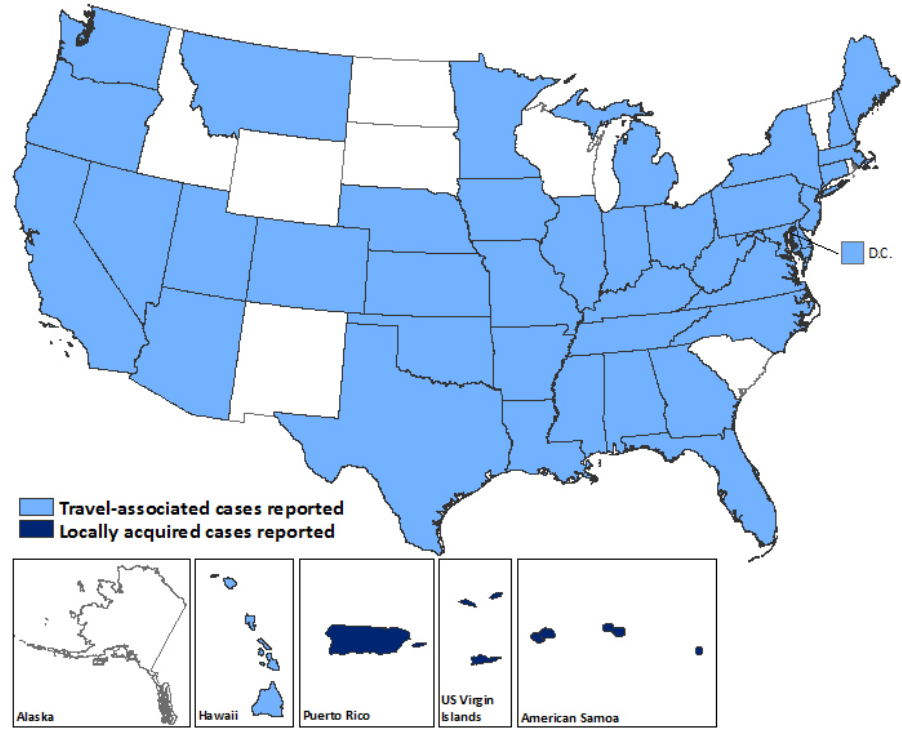 D.C.
Travel-associated cases reported
Locally acquired cases reported
Alaska
Hawaii
Puerto Rico
US Virgin
Islands
American Samoa